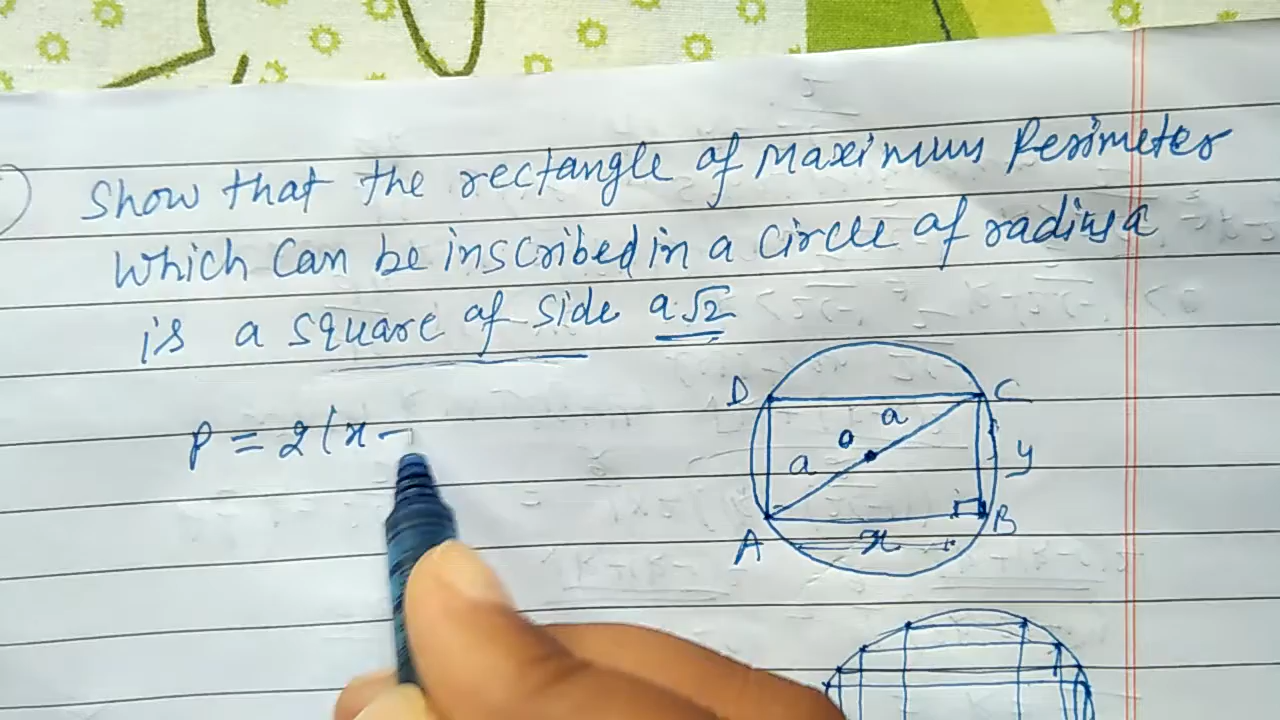 Show that the rectangle of Maximum Perimeter
which can be inscribed in a circle of radius a
is a square of side a√2
P = 2(x -
D
C
a
o
a
y
A
B
x